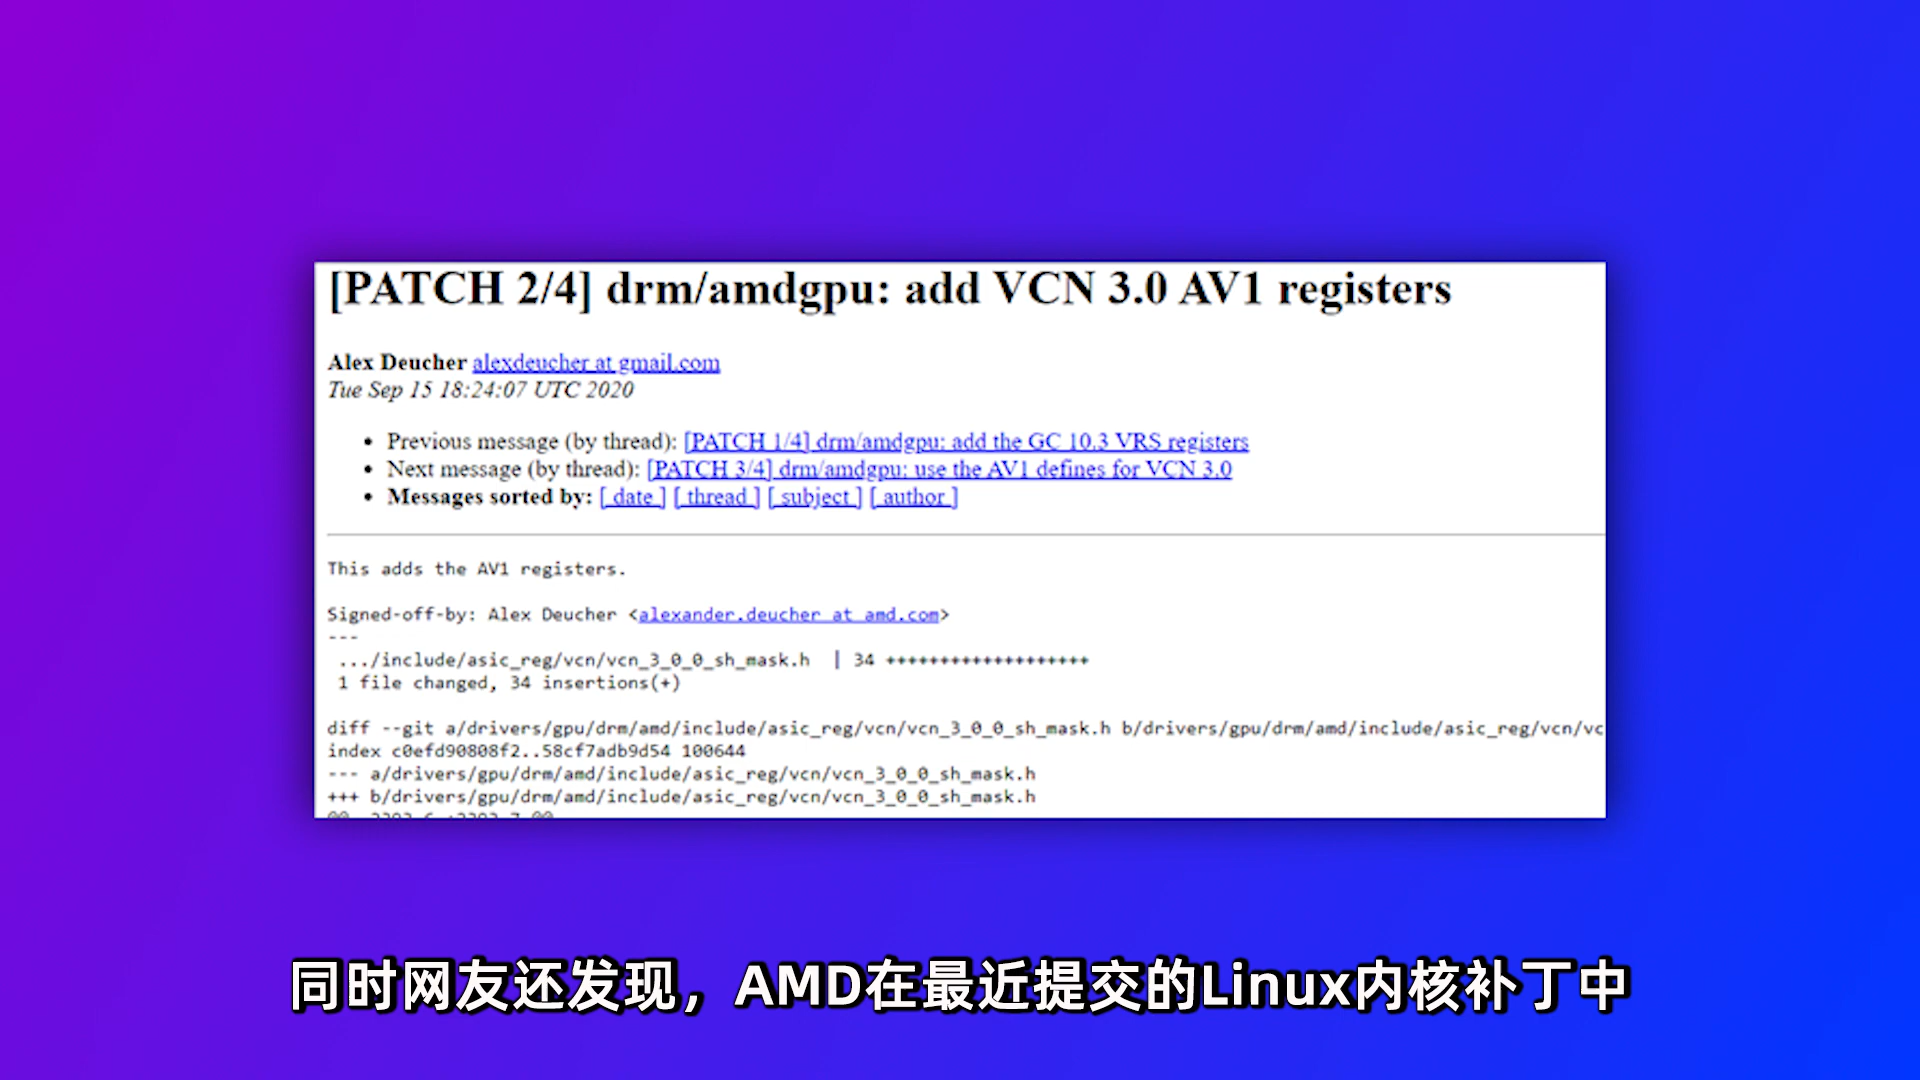 [PATCH 2/4] drm/amdgpu: add VCN 3.0 AV1 registers
Alex Deucher alexdeucher at gmail.com
Tue Sep 15 18:24:07 UTC 2020
• Previous message (by thread): [PATCH 1/4] drm/amdgpu: add the GC 10.3 VRS registers
• Next message (by thread): [PATCH 3/4] drm/amdgpu: use the AV1 defines for VCN 3.0
• Messages sorted by: [ date ] [ thread ] [ subject ] [ author ]
This adds the AV1 registers.
Signed-off-by: Alex Deucher <alexander.deucher at amd.com>
---
.../include/asic_reg/vcn/vcn_3_0_0_sh_mask.h | 34 +++++++++++++++++++
1 file changed, 34 insertions(+)
diff --git a/drivers/gpu/drm/amd/include/asic_reg/vcn/vcn_3_0_0_sh_mask.h b/drivers/gpu/drm/amd/include/asic_reg/vcn/vc
index c0efd90808f2..58cf7adb9d54 100644
--- a/drivers/gpu/drm/amd/include/asic_reg/vcn/vcn_3_0_0_sh_mask.h
+++ b/drivers/gpu/drm/amd/include/asic_reg/vcn/vcn_3_0_0_sh_mask.h
同时网友还发现，AMD在最近提交的Linux内核补丁中